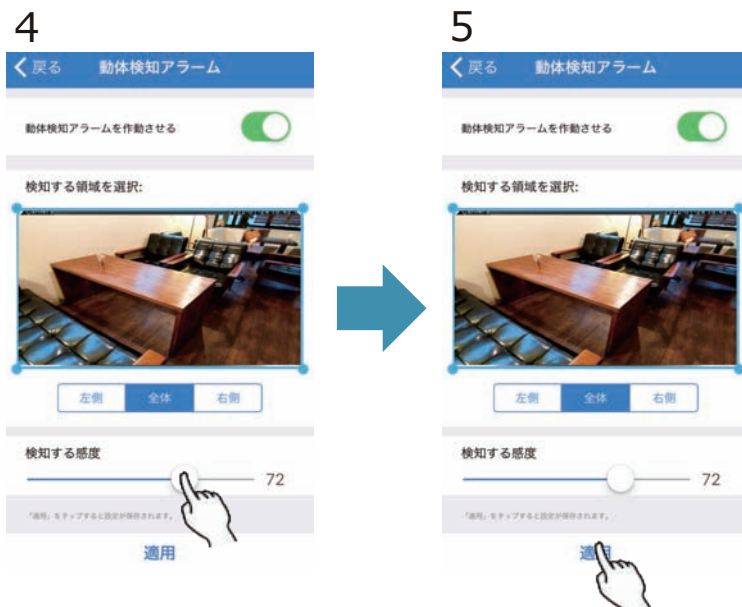 4
戻る 動体検知アラーム
動体検知アラームを作動させる
検知する領域を選択:
左側 全体 右側
検知する感度
72
「適用」をタップすると設定が保存されます。
適用
5
戻る 動体検知アラーム
動体検知アラームを作動させる
検知する領域を選択:
左側 全体 右側
検知する感度
72
「適用」をタップすると設定が保存されます。
適用